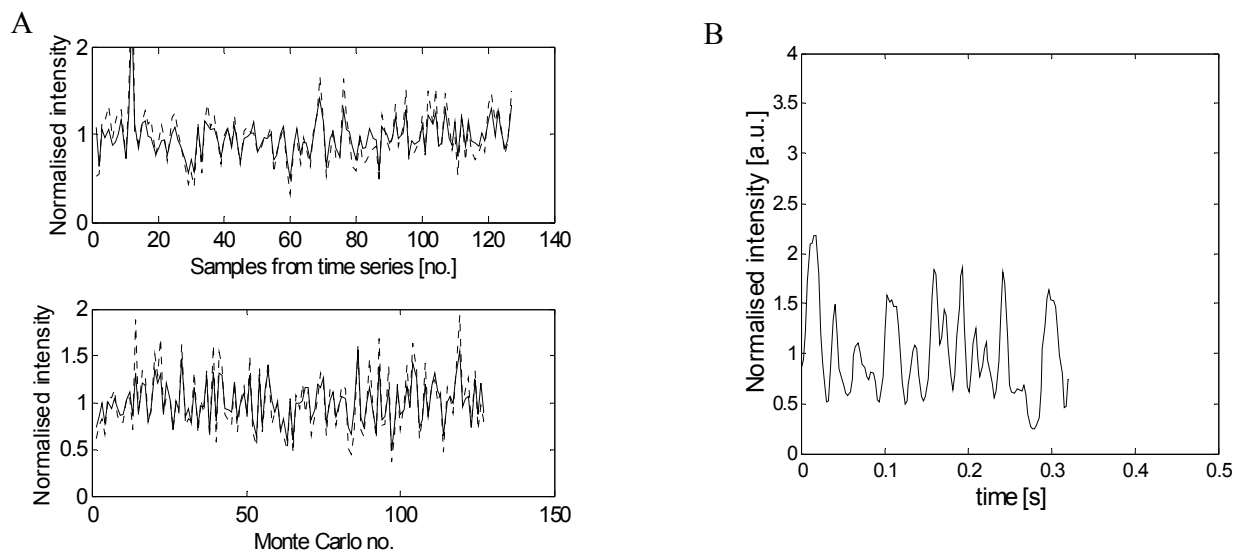 A
Normalised intensity
2
1
0
0 20 40 60 80 100 120 140
Samples from time series [no.]
Normalised intensity
2
1.5
1
0.5
0
0 50 100 150
Monte Carlo no.
B
Normalised intensity [a.u.]
4
3.5
3
2.5
2
1.5
1
0.5
0
0 0.1 0.2 0.3 0.4 0.5
time [s]